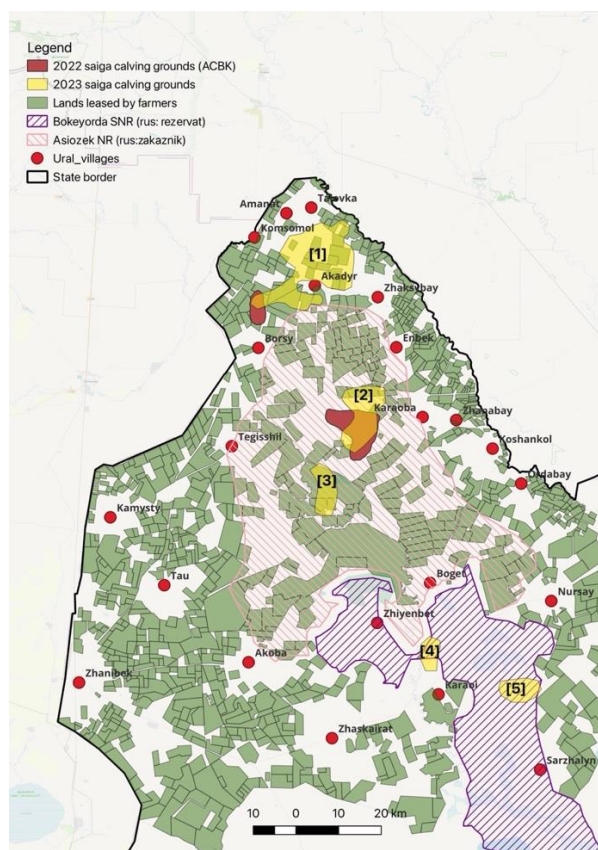 Legend
2022 saiga calving grounds (ACBK)
2023 saiga calving grounds
Lands leased by farmers
Bokeyorda SNR (rus: rezervat)
Asiozek NR (rus:zakaznik)
Ural_villages
State border
Amanat
Talovka
Komsomol
[1]
Akadyr
Zhaksybay
Borsy
Enbek
[2]
Karaoba
Zhanabay
Tegisshil
Koshankol
[3]
Ordabay
Kamysty
Tau
Boget
Nursay
Zhiyenbet
[4]
Akoba
Zhanibek
Karaoi
[5]
Zhaskairat
Sarzhalyn
10 0 10 20 km